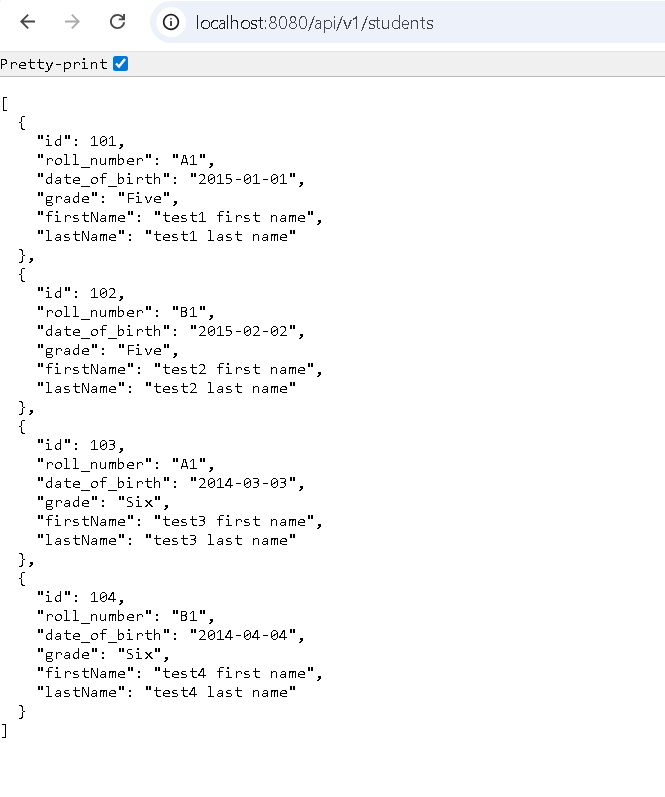 localhost:8080/api/v1/students
Pretty-print
[
  {
    "id": 101,
    "roll_number": "A1",
    "date_of_birth": "2015-01-01",
    "grade": "Five",
    "firstName": "test1 first name",
    "lastName": "test1 last name"
  },
  {
    "id": 102,
    "roll_number": "B1",
    "date_of_birth": "2015-02-02",
    "grade": "Five",
    "firstName": "test2 first name",
    "lastName": "test2 last name"
  },
  {
    "id": 103,
    "roll_number": "A1",
    "date_of_birth": "2014-03-03",
    "grade": "Six",
    "firstName": "test3 first name",
    "lastName": "test3 last name"
  },
  {
    "id": 104,
    "roll_number": "B1",
    "date_of_birth": "2014-04-04",
    "grade": "Six",
    "firstName": "test4 first name",
    "lastName": "test4 last name"
  }
]